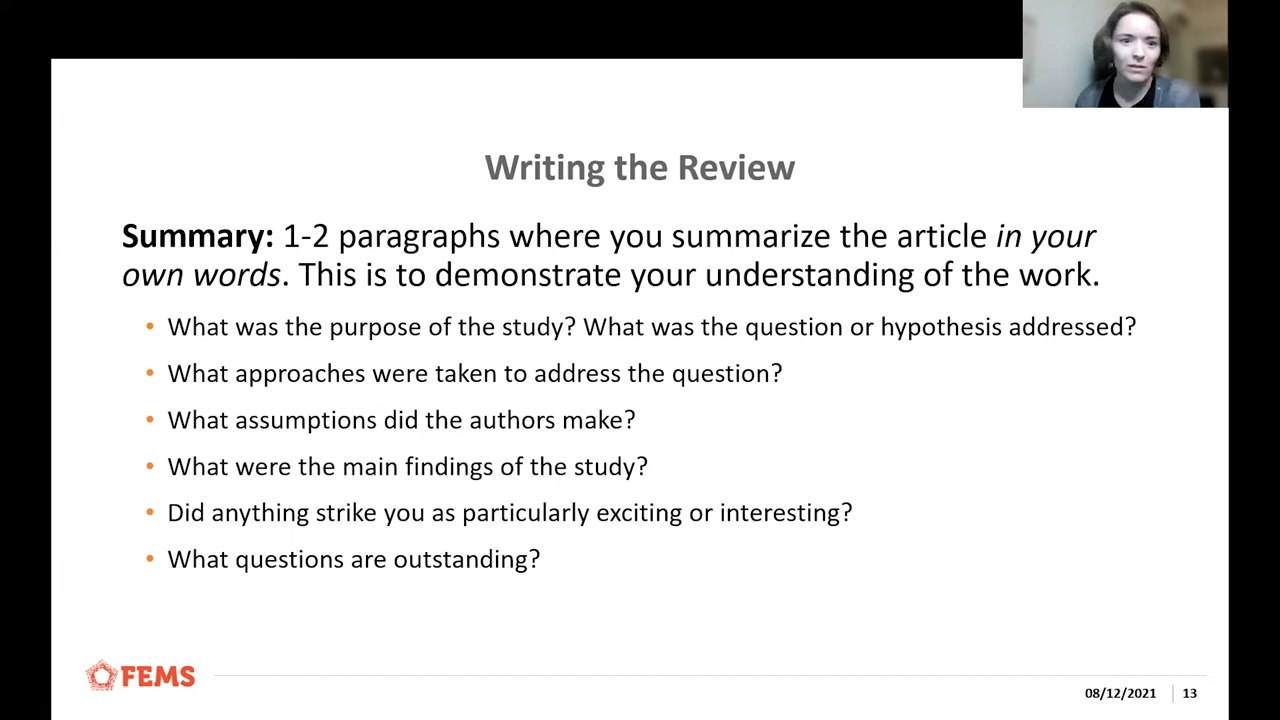 Writing the Review
Summary: 1-2 paragraphs where you summarize the article in your
own words. This is to demonstrate your understanding of the work.
• What was the purpose of the study? What was the question or hypothesis addressed?
• What approaches were taken to address the question?
• What assumptions did the authors make?
• What were the main findings of the study?
• Did anything strike you as particularly exciting or interesting?
• What questions are outstanding?
FEMS
08/12/2021 | 13